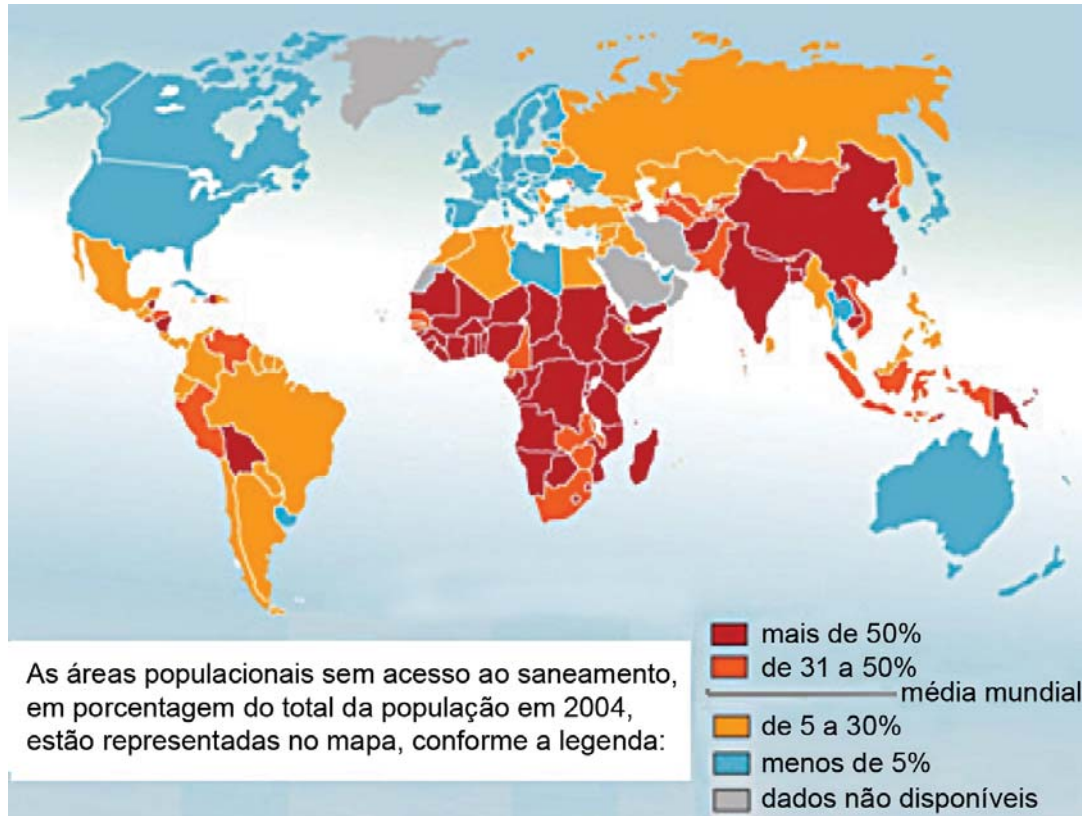 As áreas populacionais sem acesso ao saneamento,
em porcentagem do total da população em 2004,
estão representadas no mapa, conforme a legenda:
mais de 50%
de 31 a 50%
média mundial
de 5 a 30%
menos de 5%
dados não disponíveis